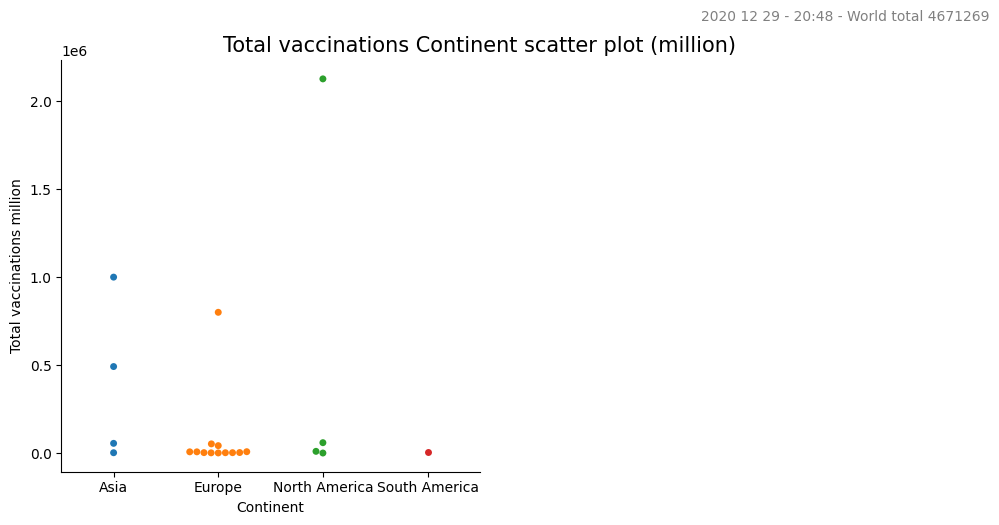 2020 12 29 - 20:48 - World total 4671269
Total vaccinations Continent scatter plot (million)
1e6
2.0
1.5
1.0
0.5
0.0
Total vaccinations million
Asia Europe North America South America
Continent